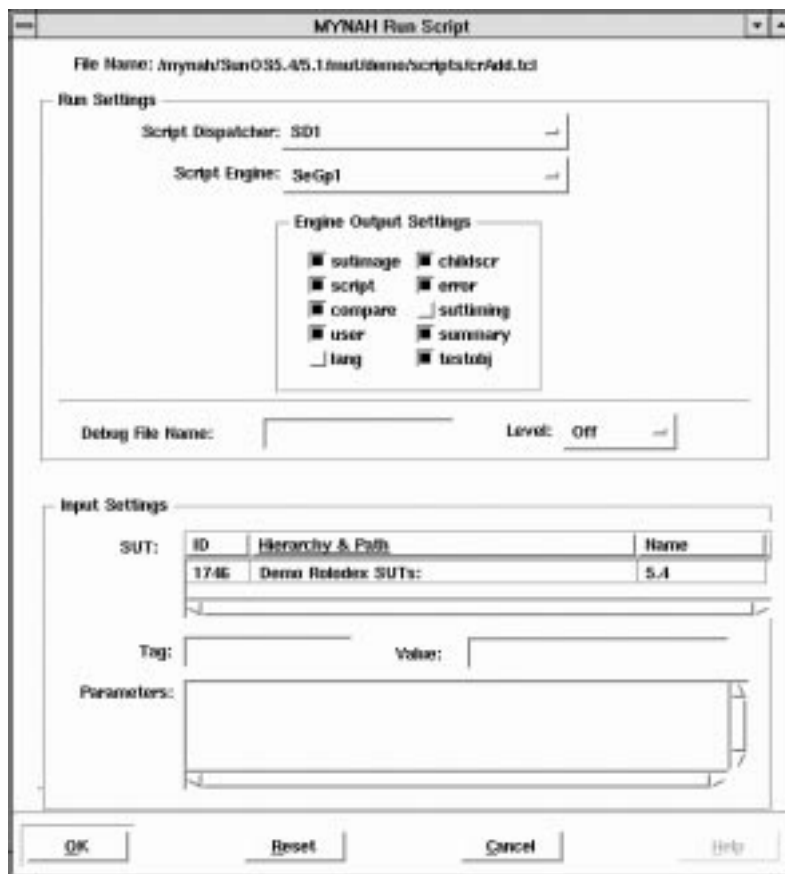 MYNAH Run Script
File Name: /mynah/SunOS5.4/5.1/mut/demo/scripts/crAdd.tcl
Run Settings
Script Dispatcher: SD1
Script Engine: SeGp1
Engine Output Settings
sutimage childscr
script error
compare suttiming
user summary
lang testobj
Debug File Name: Level: Off
Input Settings
SUT: ID Hierarchy & Path Name
1746 Demo Rolodex SUTs: 5.4
Tag: Value:
Parameters:
OK Reset Cancel Help